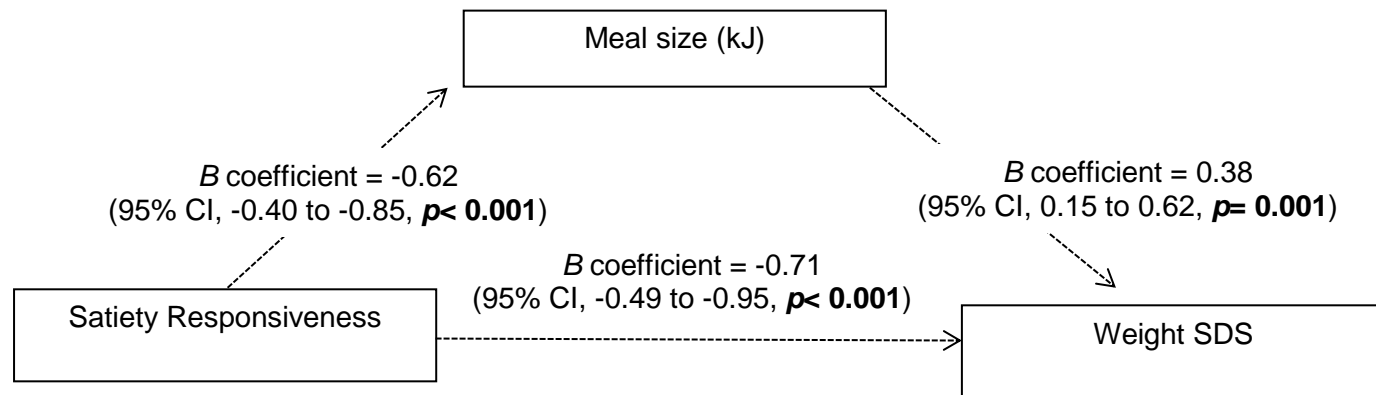 Meal size (kJ)
B coefficient = -0.62
(95% CI, -0.40 to -0.85, p< 0.001)
B coefficient = 0.38
(95% CI, 0.15 to 0.62, p= 0.001)
B coefficient = -0.71
(95% CI, -0.49 to -0.95, p< 0.001)
Satiety Responsiveness
Weight SDS